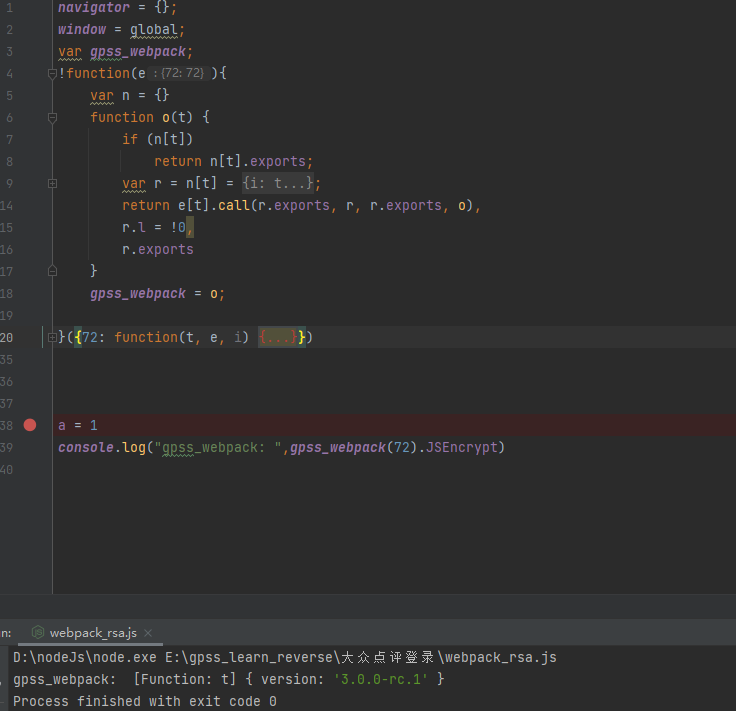 1 navigator = {};
2 window = global;
3 var gpss_webpack;
4 !function(e : {72: 72} ){
5 var n = {}
6 function o(t) {
7 if (n[t])
8 return n[t].exports;
9 var r = n[t] = {i: t...};
14 return e[t].call(r.exports, r, r.exports, o),
15 r.l = !0,
16 r.exports
17 }
18 gpss_webpack = o;
19
20 }({72: function(t, e, i) {...}})
35
36
37
38 a = 1
39 console.log("gpss_webpack: ",gpss_webpack(72).JSEncrypt)
40
n: webpack_rsa.js ×
D:\nodeJs\node.exe E:\gpss_learn_reverse\大众点评登录\webpack_rsa.js
gpss_webpack:  [Function: t] { version: '3.0.0-rc.1' }
Process finished with exit code 0